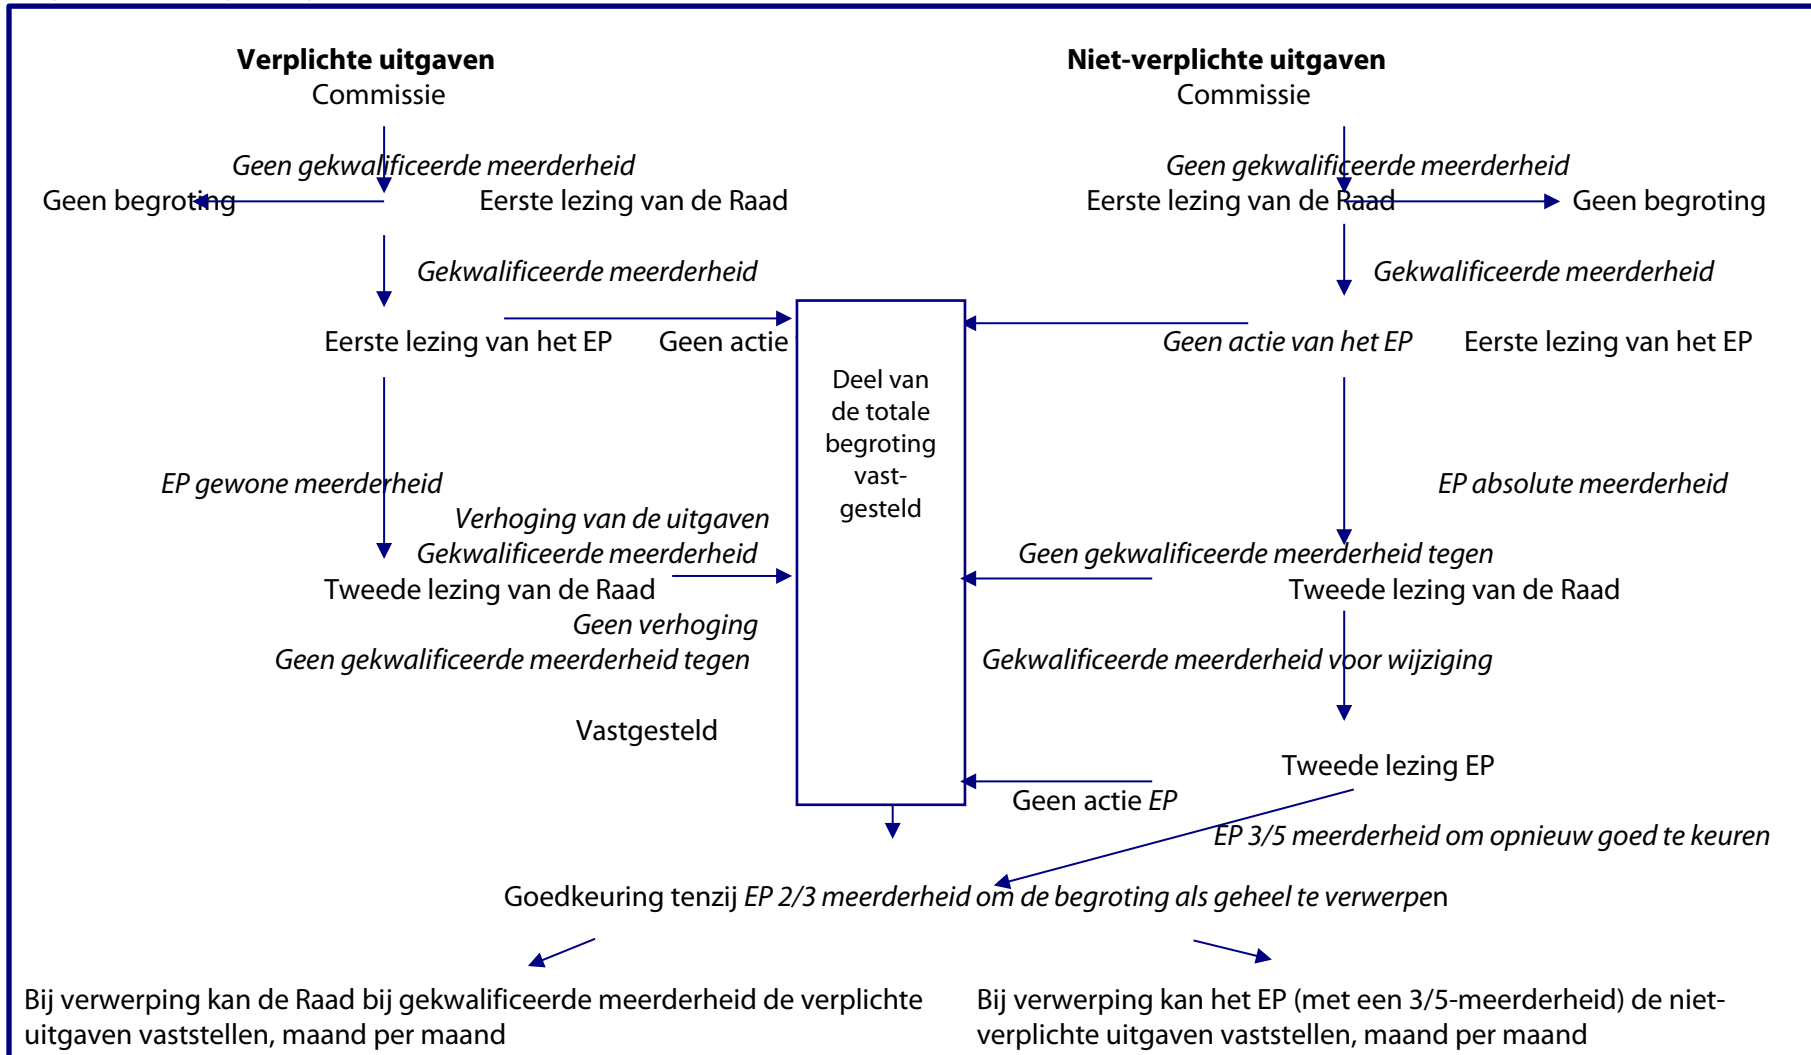 Verplichte uitgaven
Niet-verplichte uitgaven
Commissie
Commissie
Geen gekwalificeerde meerderheid
Geen gekwalificeerde meerderheid
Geen begroting
Eerste lezing van de Raad
Eerste lezing van de Raad
Geen begroting
Gekwalificeerde meerderheid
Gekwalificeerde meerderheid
Eerste lezing van het EP
Geen actie
Geen actie van het EP
Eerste lezing van het EP
Deel van
de totale
begroting
vast-
gesteld
EP gewone meerderheid
EP absolute meerderheid
Verhoging van de uitgaven
Gekwalificeerde meerderheid
Geen gekwalificeerde meerderheid tegen
Tweede lezing van de Raad
Tweede lezing van de Raad
Geen verhoging
Geen gekwalificeerde meerderheid tegen
Gekwalificeerde meerderheid voor wijziging
Vastgesteld
Tweede lezing EP
Geen actie EP
EP 3/5 meerderheid om opnieuw goed te keuren
Goedkeuring tenzij EP 2/3 meerderheid om de begroting als geheel te verwerpen
Bij verwerping kan de Raad bij gekwalificeerde meerderheid de verplichte
uitgaven vaststellen, maand per maand
Bij verwerping kan het EP (met een 3/5-meerderheid) de niet-
verplichte uitgaven vaststellen, maand per maand